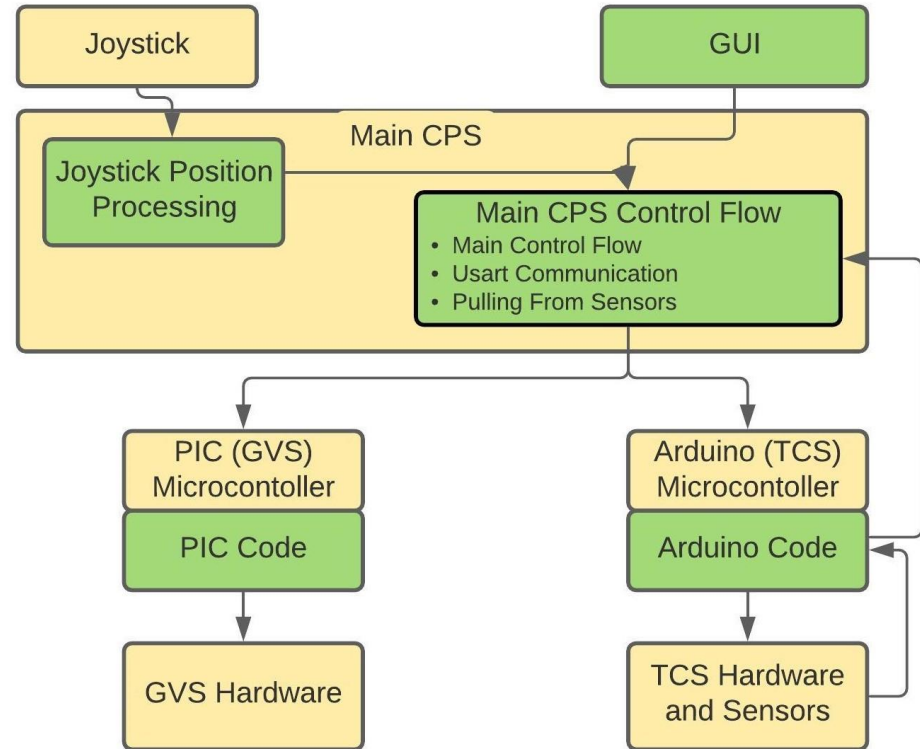 Joystick
GUI
Main CPS
Joystick Position
Processing
Main CPS Control Flow
• Main Control Flow
• Usart Communication
• Pulling From Sensors
PIC (GVS)
Microcontoller
Arduino (TCS)
Microcontoller
PIC Code
Arduino Code
GVS Hardware
TCS Hardware
and Sensors